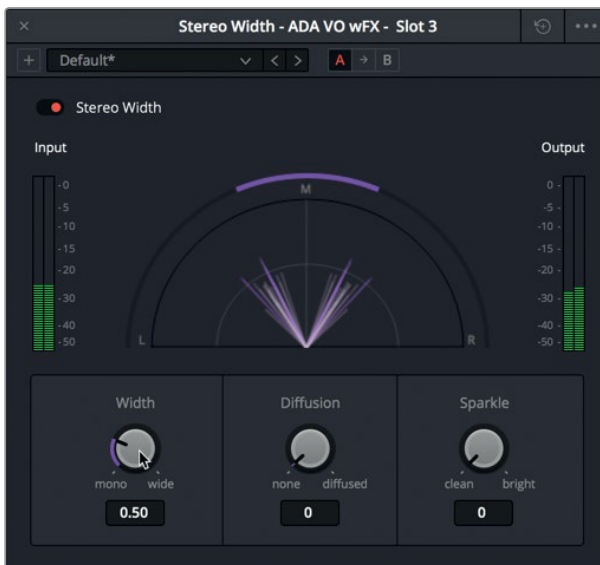 Stereo Width - ADA VO wFX - Slot 3
Default*
A
B
Stereo Width
Input
Output
-0
-5
-10
-15
-20
-30
-40
-50
M
L
R
0 -
-5 -
-10 -
-15 -
-20 -
-30 -
-40 -
-50 -
Width
mono wide
0.50
Diffusion
none diffused
0
Sparkle
clean bright
0